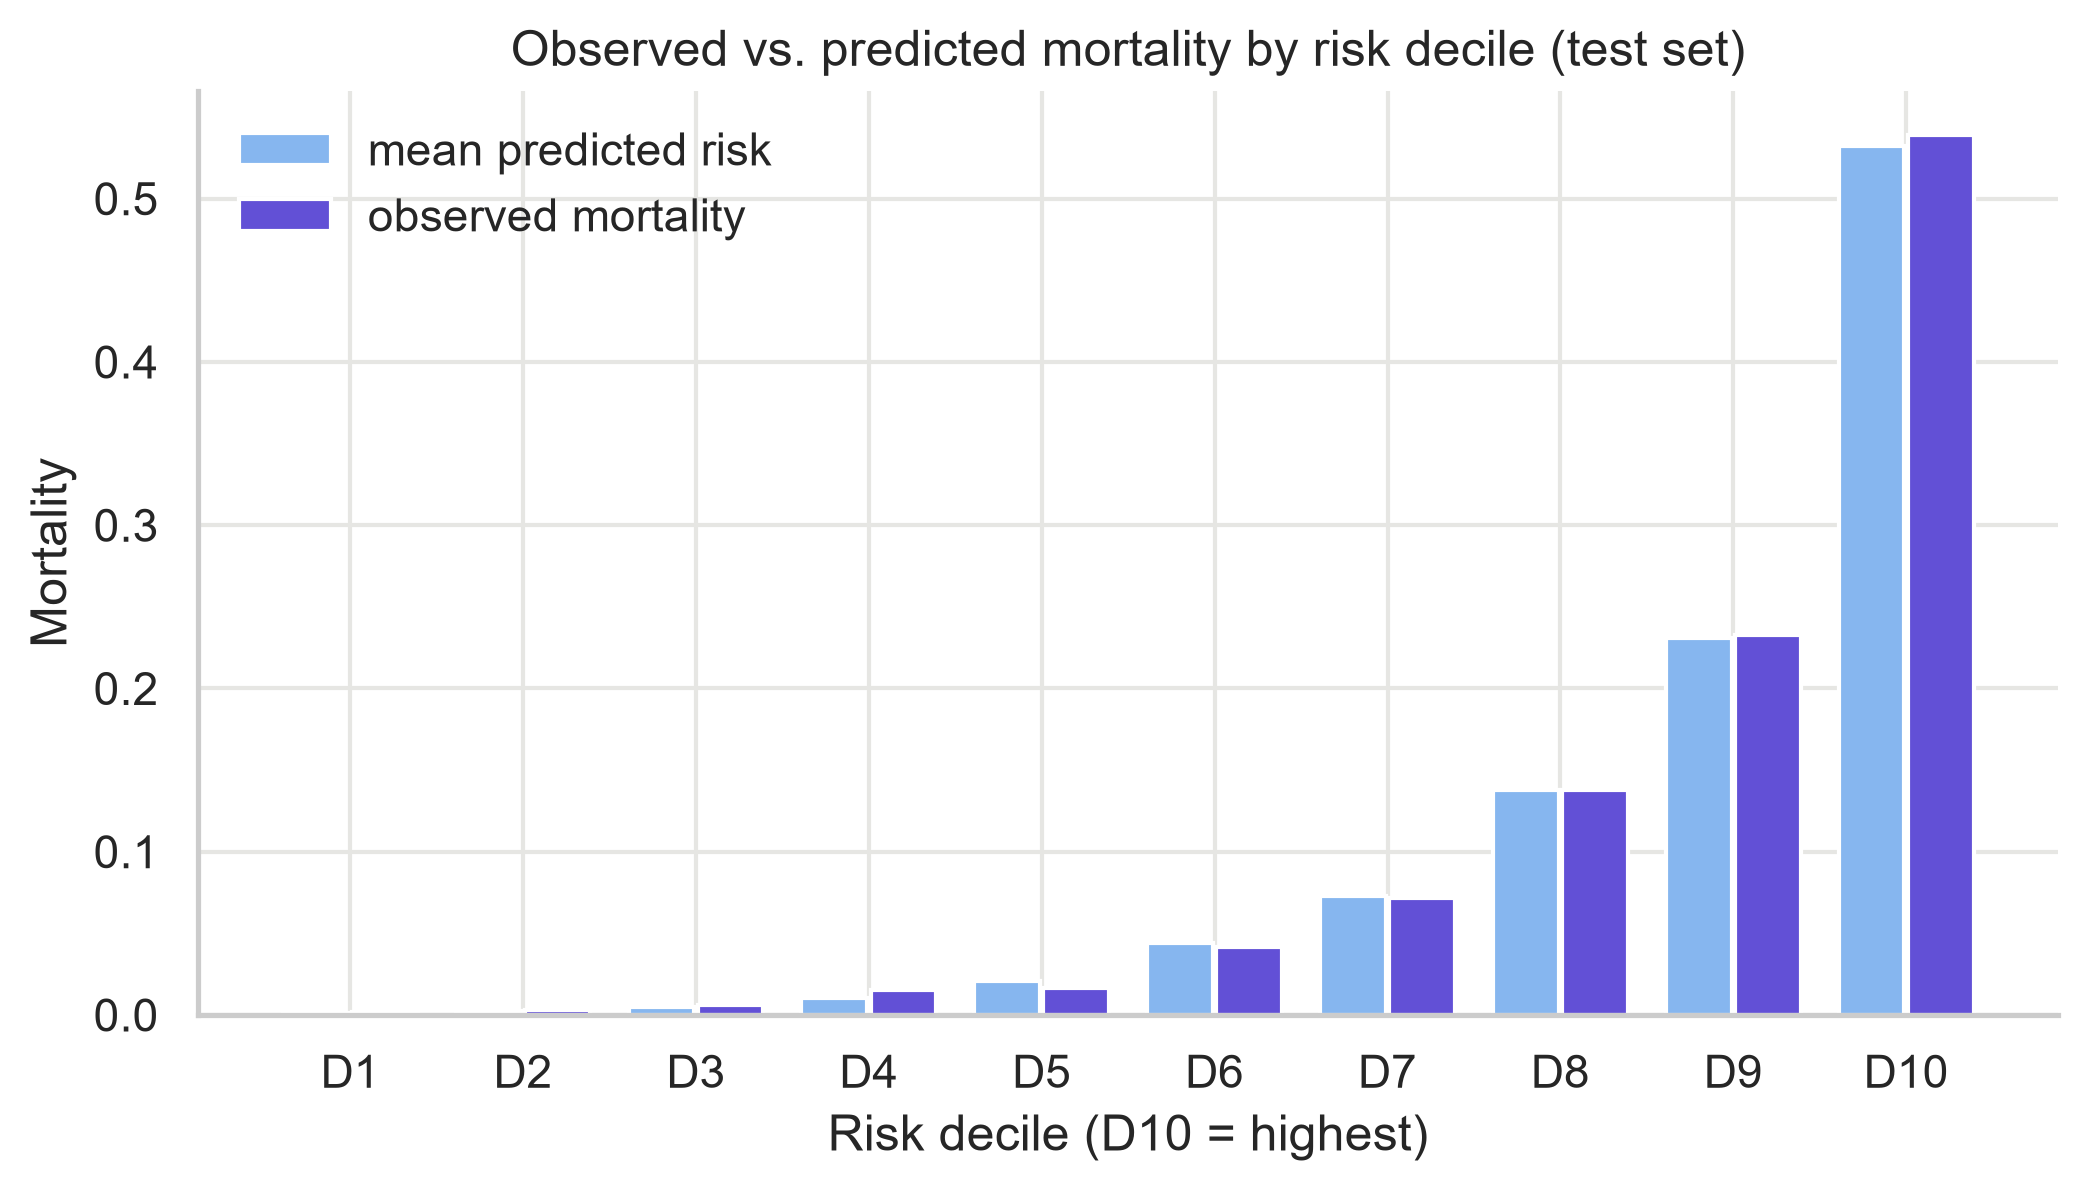 Observed vs. predicted mortality by risk decile (test set)
mean predicted risk
observed mortality
Mortality
0.5
0.4
0.3
0.2
0.1
0.0
D1 D2 D3 D4 D5 D6 D7 D8 D9 D10
Risk decile (D10 = highest)